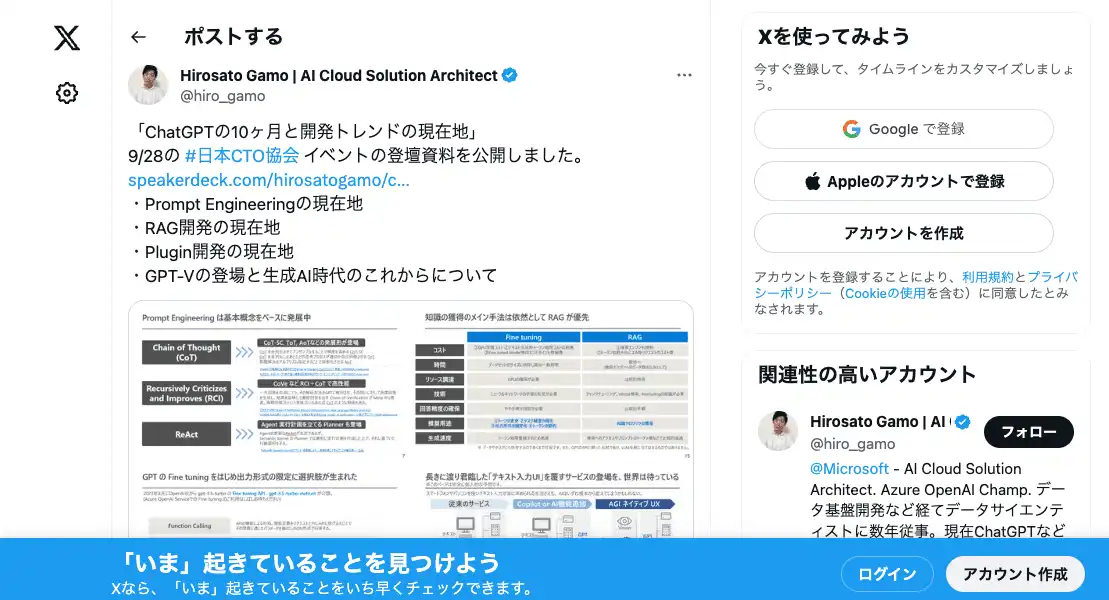 ポストする
Hirosato Gamo | AI Cloud Solution Architect
@hiro_gamo
「ChatGPTの10ヶ月と開発トレンドの現在地」
9/28の #日本CTO協会 イベントの登壇資料を公開しました。
speakerdeck.com/hirosatogamo/c…
・Prompt Engineeringの現在地
・RAG開発の現在地
・Plugin開発の現在地
・GPT-Vの登場と生成AI時代のこれからについて
Prompt Engineering は基本概念をベースに発展中
Chain of Thought
(CoT)
CoT-SC, ToT, AoTなどの発展形が登場
Recursively Criticizes
and Improves (RCI)
CoVe など RCI + CoT で高性能
ReAct
Agent 実行計画を立てる Planner も登場
7
知識の獲得のメイン手法は依然として RAG が優先
Fine tuning
RAG
コスト
時間
リソース調達
GPUの確保が必要
技術
回答精度の確保
推奨用途
生成速度
GPT の Fine tuning をはじめ出力形式の限定に選択肢が生まれた
Function Calling
長きに渡り君臨した「テキスト入力UI」を覆すサービスの登場を、世界は待っている
従来のサービス
Copilot or AI機能追加
AGI ネイティブ UX
Xを使ってみよう
今すぐ登録して、タイムラインをカスタマイズしましょ
う。
Google で登録
Appleのアカウントで登録
アカウントを作成
アカウントを登録することにより、利用規約とプライバ
シーポリシー（Cookieの使用を含む）に同意したとみ
なされます。
関連性の高いアカウント
Hirosato Gamo | AI
@hiro_gamo
フォロー
@Microsoft - AI Cloud Solution
Architect. Azure OpenAI Champ. デー
タ基盤開発など経てデータサイエンテ
ィストに数年従事。現在ChatGPTなど
「いま」起きていることを見つけよう
Xなら、「いま」起きていることをいち早くチェックできます。
ログイン
アカウント作成